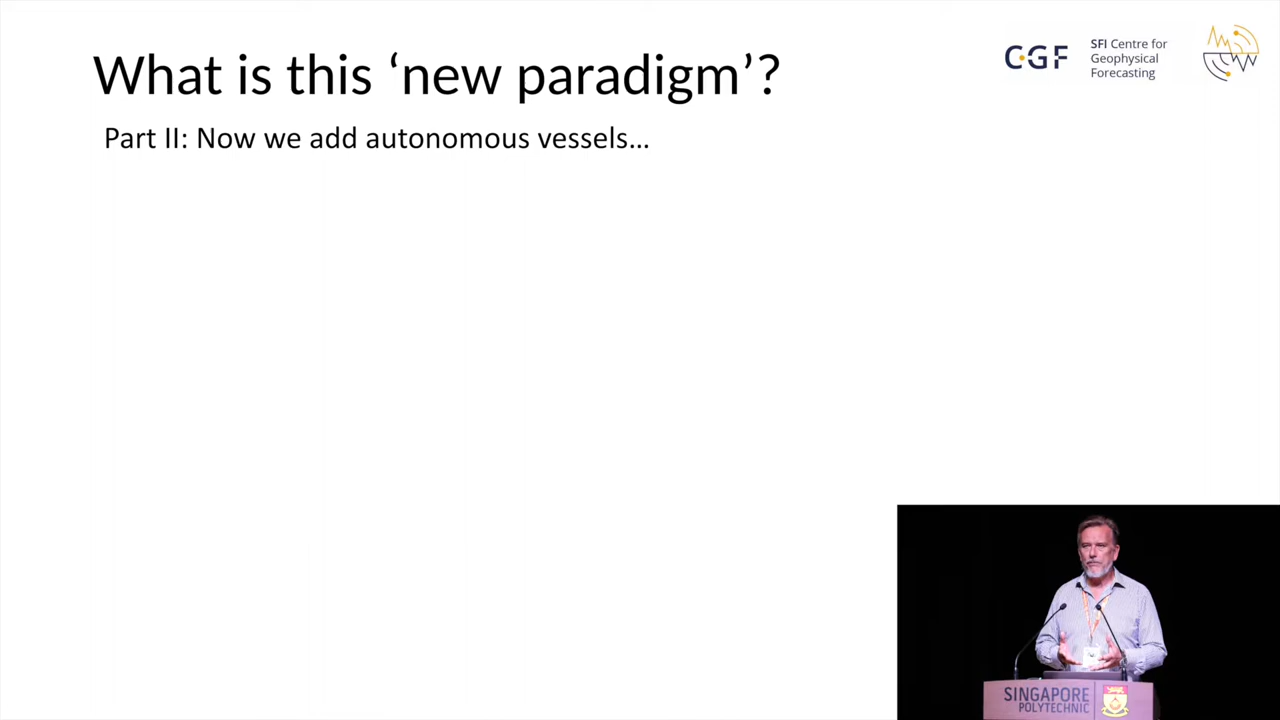 What is this ‘new paradigm’?
Part II: Now we add autonomous vessels...
CGF
SFI Centre for
Geophysical
Forecasting
SINGAPORE
POLYTECHNIC